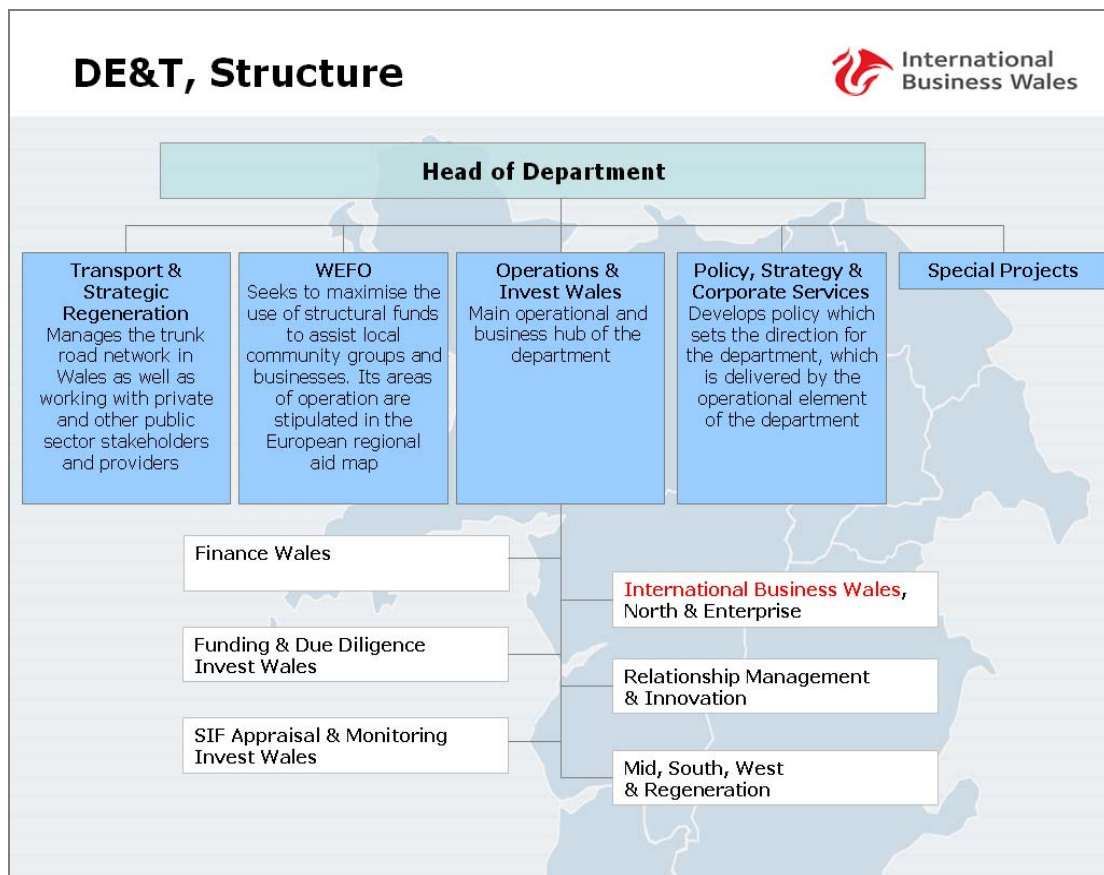 DE&T, Structure
International
Business Wales
Head of Department
Transport &
Strategic
Regeneration
Manages the trunk
road network in
Wales as well as
working with private
and other public
sector stakeholders
and providers
WEFO
Seeks to maximise the
use of structural funds
to assist local
community groups and
businesses. Its areas
of operation are
stipulated in the
European regional
aid map
Operations &
Invest Wales
Main operational and
business hub of the
department
Policy, Strategy &
Corporate Services
Develops policy which
sets the direction for
the department, which
is delivered by the
operational element
of the department
Special Projects
Finance Wales
International Business Wales,
North & Enterprise
Funding & Due Diligence
Invest Wales
Relationship Management
& Innovation
SIF Appraisal & Monitoring
Invest Wales
Mid, South, West
& Regeneration